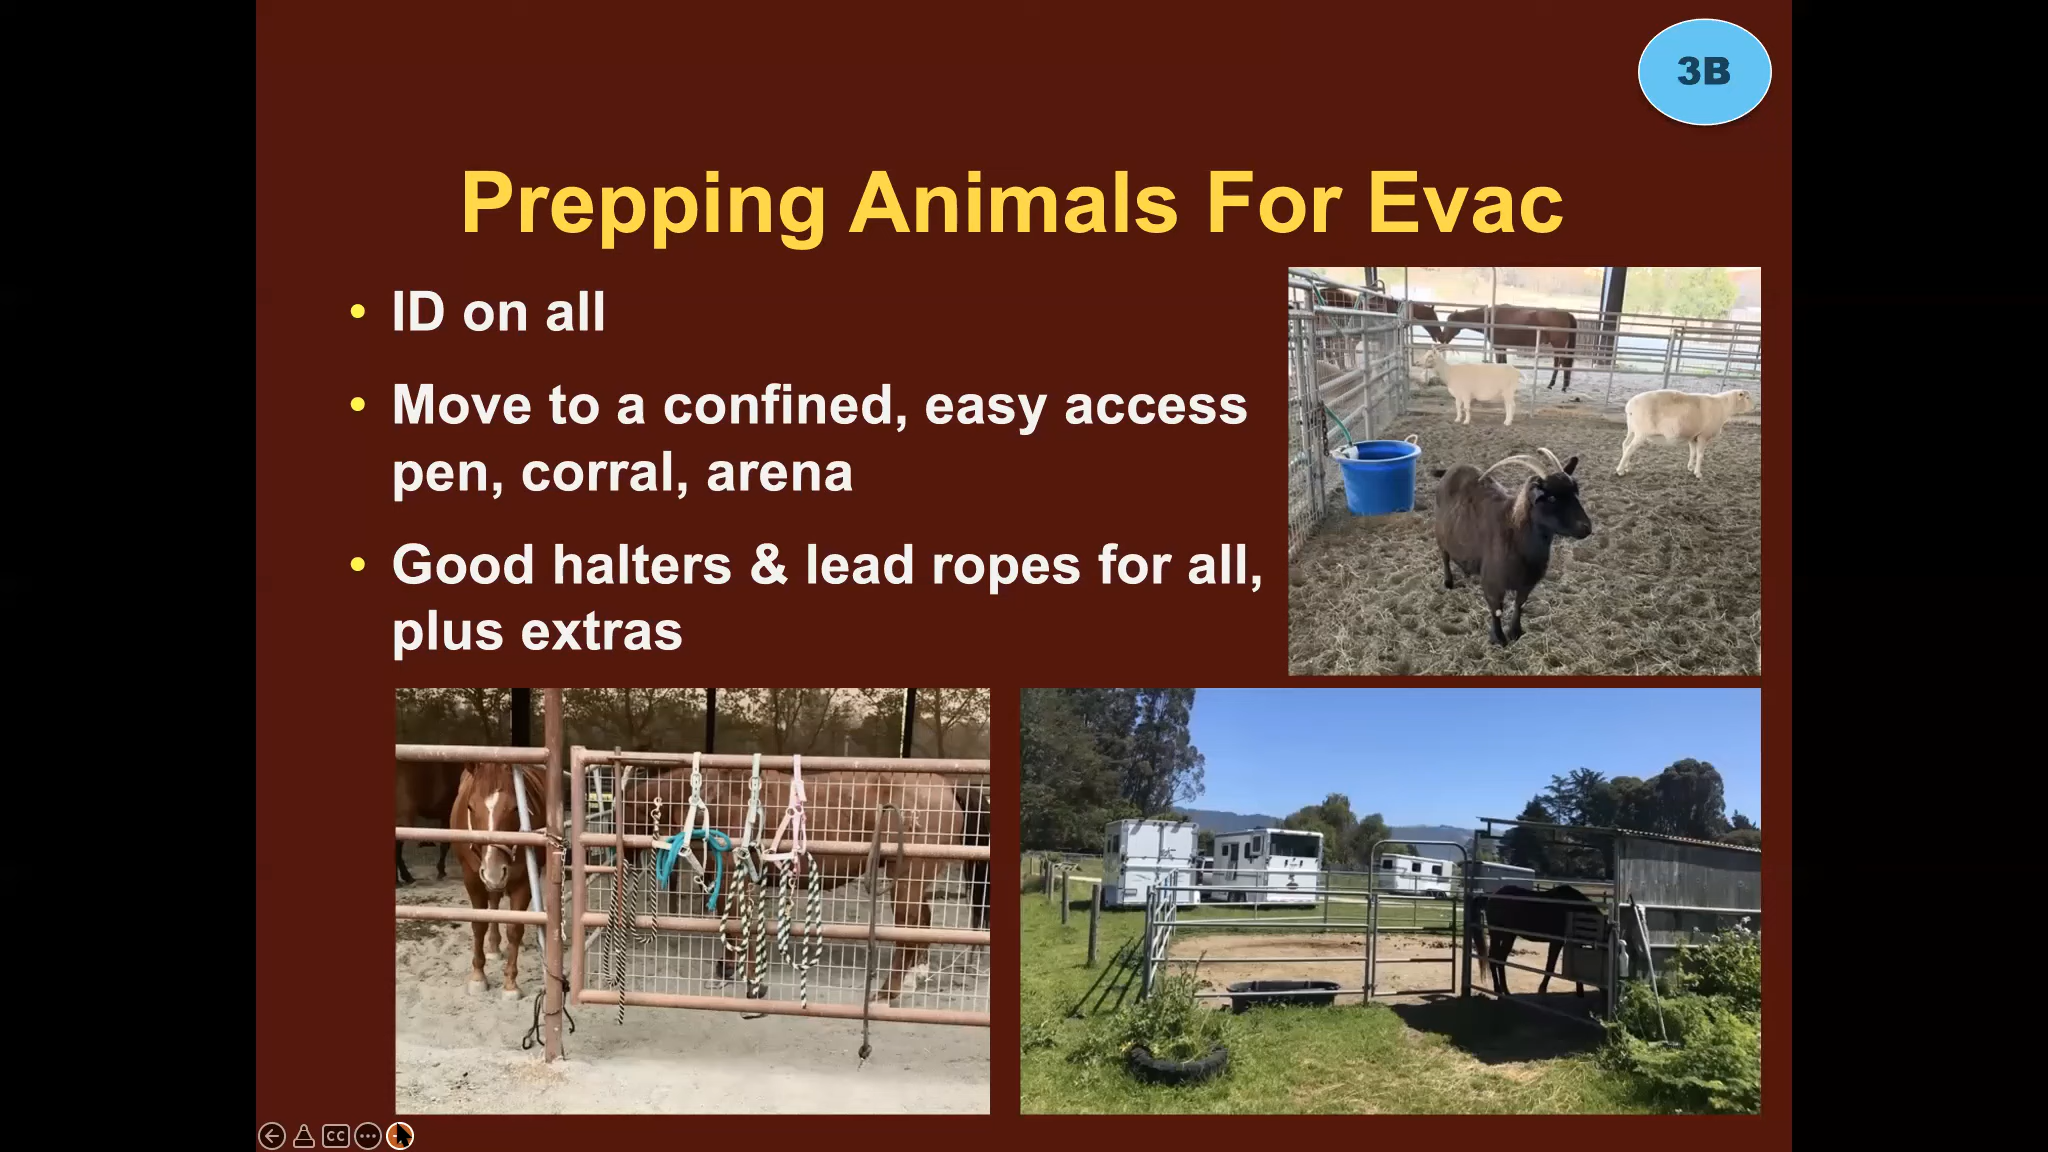 3B
Prepping Animals For Evac
• ID on all
• Move to a confined, easy access
pen, corral, arena
• Good halters & lead ropes for all,
plus extras
CC